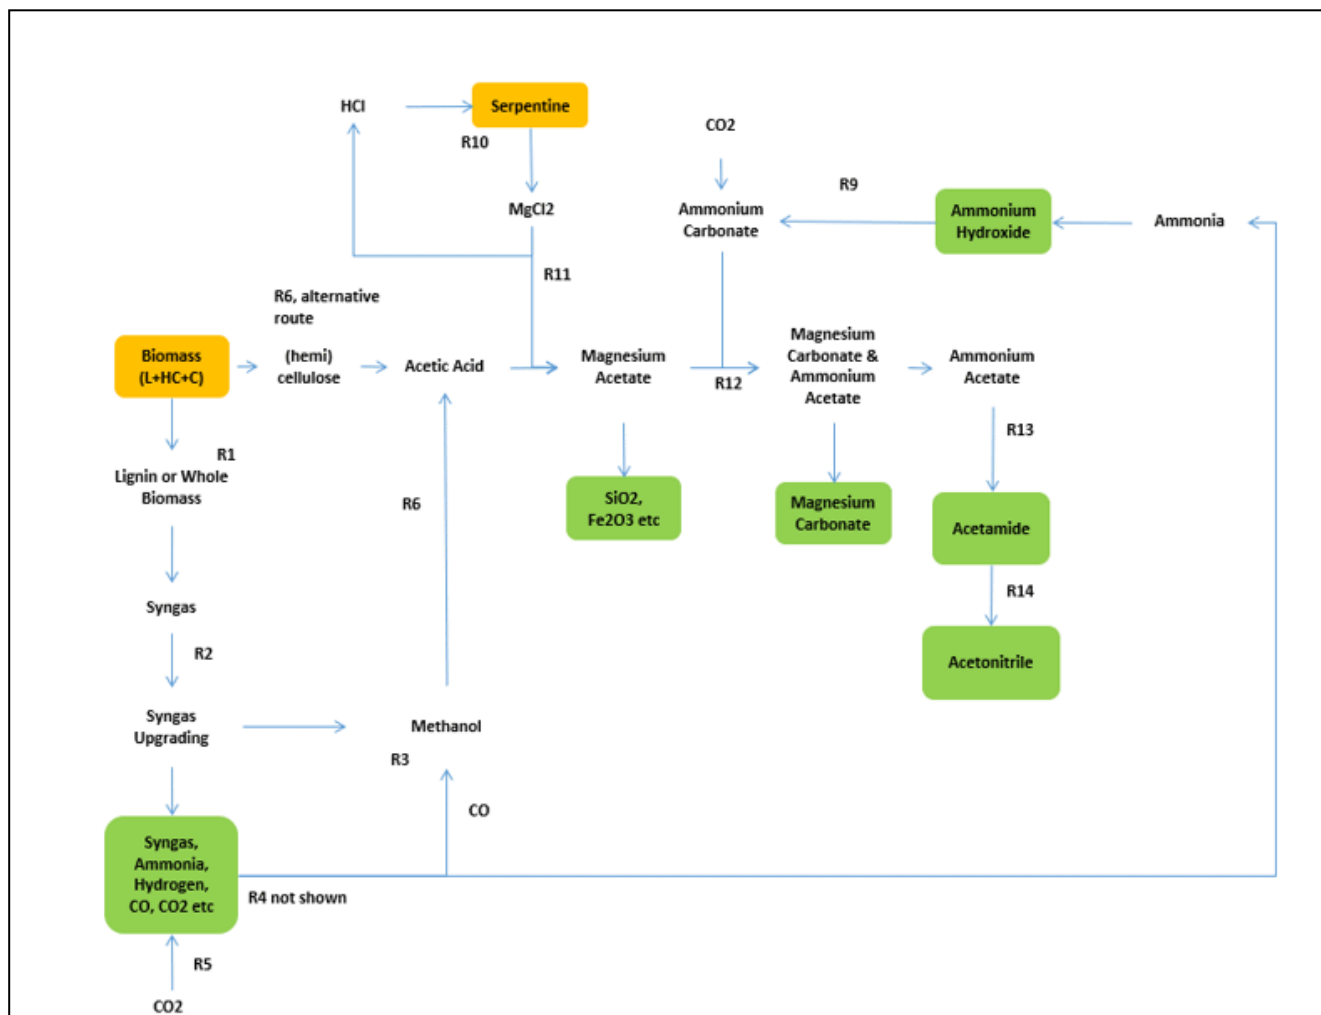 HCl
Serpentine
R10
CO2
R9
MgCl2
Ammonium
Carbonate
Ammonium
Hydroxide
Ammonia
R11
R6, alternative
route
Biomass
(L+HC+C)
(hemi)
cellulose
Acetic Acid
Magnesium
Acetate
R12
Magnesium
Carbonate &
Ammonium
Acetate
Ammonium
Acetate
R13
R1
Lignin or Whole
Biomass
R6
SiO2,
Fe2O3 etc
Magnesium
Carbonate
Acetamide
R14
Syngas
R2
Acetonitrile
Syngas
Upgrading
Methanol
R3
CO
Syngas,
Ammonia,
Hydrogen,
CO, CO2 etc
R4 not shown
R5
CO2